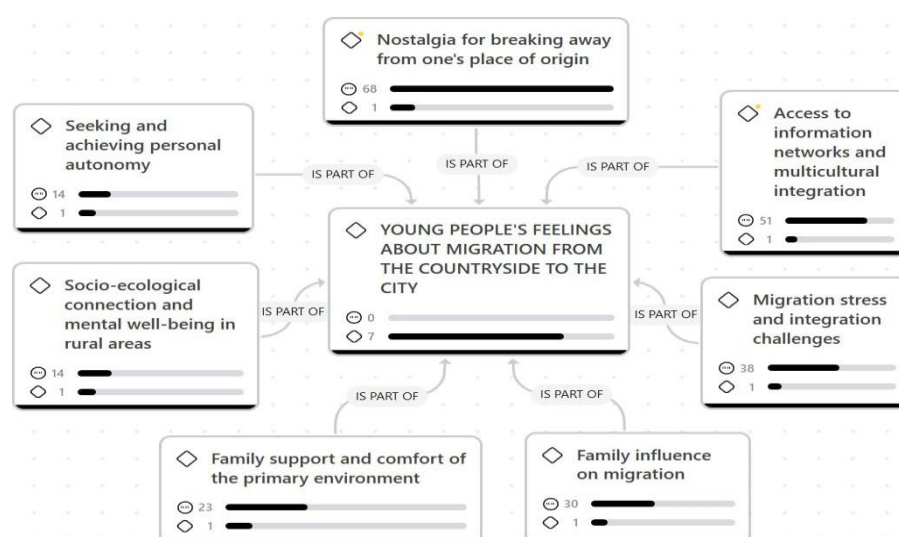 Nostalgia for breaking away
from one's place of origin
68
1
Seeking and
achieving personal
autonomy
14
1
Access to
information
networks and
multicultural
integration
51
1
IS PART OF
IS PART OF
IS PART OF
YOUNG PEOPLE'S FEELINGS
ABOUT MIGRATION FROM
THE COUNTRYSIDE TO THE
CITY
0
7
Socio-ecological
connection and
mental well-being in
rural areas
14
1
IS PART OF
IS PART OF
Migration stress
and integration
challenges
38
1
IS PART OF
IS PART OF
Family support and comfort of
the primary environment
23
1
Family influence
on migration
30
1